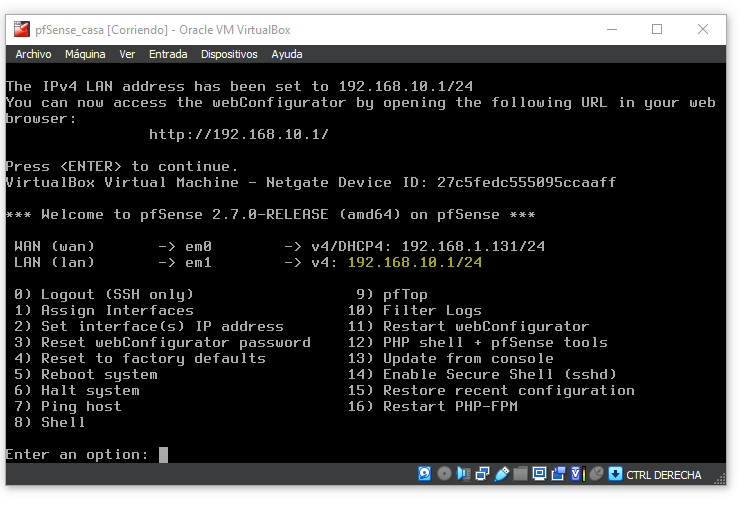 pfSense_casa [Corriendo] - Oracle VM VirtualBox
Archivo Máquina Ver Entrada Dispositivos Ayuda
The IPv4 LAN address has been set to 192.168.10.1/24
You can now access the webConfigurator by opening the following URL in your web
browser:
http://192.168.10.1/
Press <ENTER> to continue.
VirtualBox Virtual Machine - Netgate Device ID: 27c5fedc555095ccaaff
*** Welcome to pfSense 2.7.0-RELEASE (amd64) on pfSense ***
WAN (wan) -> em0 -> v4/DHCP4: 192.168.1.131/24
LAN (lan) -> em1 -> v4: 192.168.10.1/24
0) Logout (SSH only) 9) pfTop
1) Assign Interfaces 10) Filter Logs
2) Set interface(s) IP address 11) Restart webConfigurator
3) Reset webConfigurator password 12) PHP shell + pfSense tools
4) Reset to factory defaults 13) Update from console
5) Reboot system 14) Enable Secure Shell (sshd)
6) Halt system 15) Restore recent configuration
7) Ping host 16) Restart PHP-FPM
8) Shell
Enter an option:
CTRL DERECHA